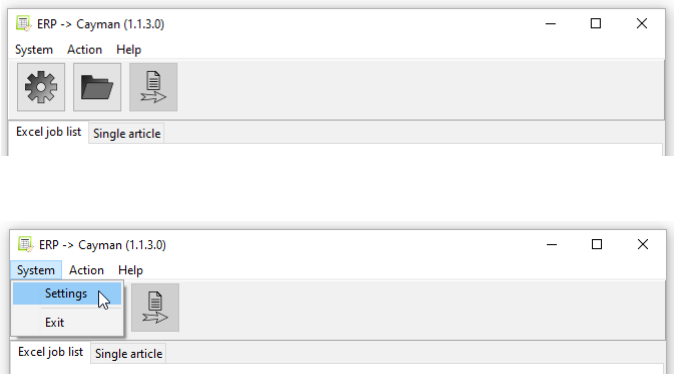 ERP -> Cayman (1.1.3.0)
System Action Help
Excel job list Single article
ERP -> Cayman (1.1.3.0)
System Action Help
Settings
Exit
Excel job list Single article